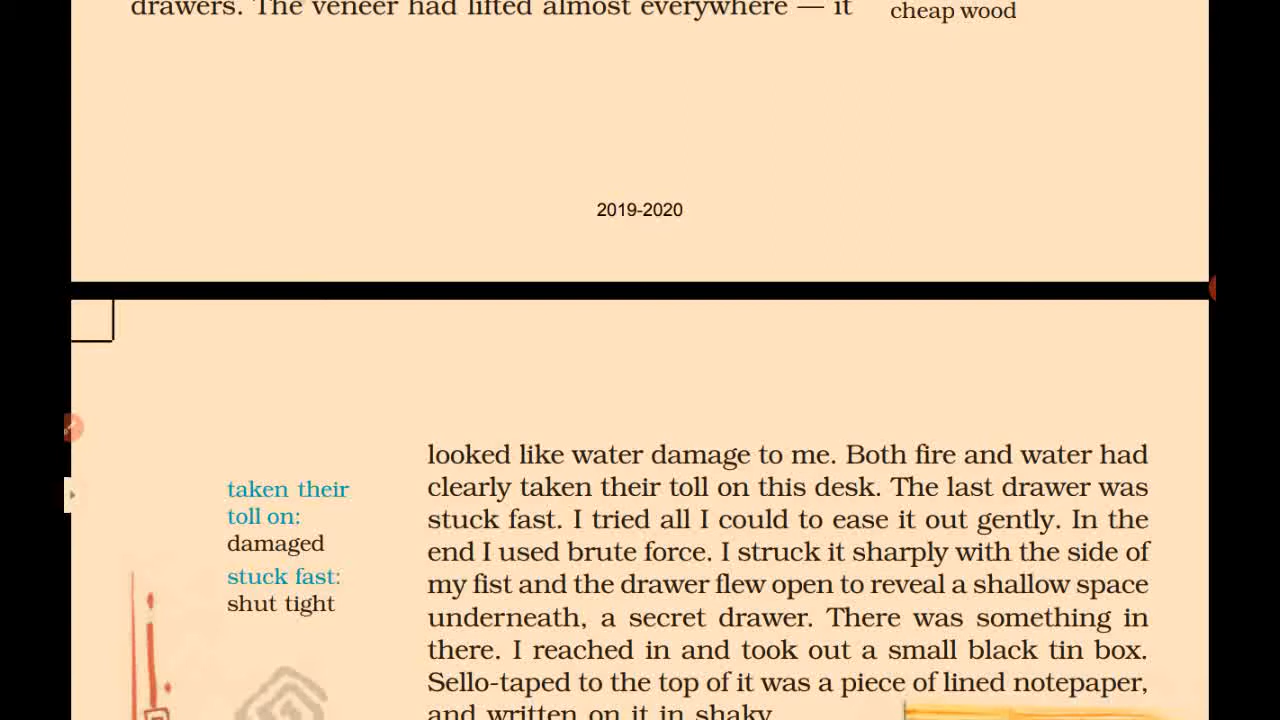 drawers. The veneer had lifted almost everywhere — it
cheap wood
2019-2020
taken their
toll on:
damaged
stuck fast:
shut tight
looked like water damage to me. Both fire and water had
clearly taken their toll on this desk. The last drawer was
stuck fast. I tried all I could to ease it out gently. In the
end I used brute force. I struck it sharply with the side of
my fist and the drawer flew open to reveal a shallow space
underneath, a secret drawer. There was something in
there. I reached in and took out a small black tin box.
Sello-taped to the top of it was a piece of lined notepaper,
and written on it in shaky